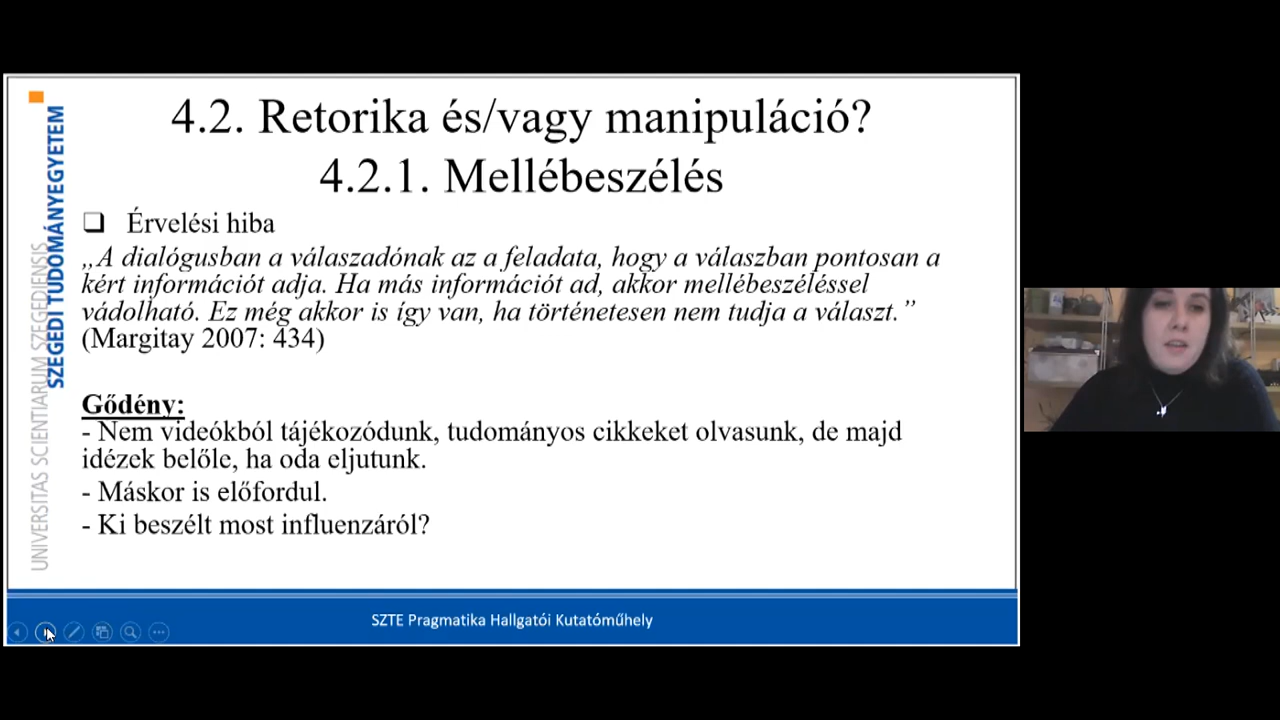 4.2. Retorika és/vagy manipuláció?
4.2.1. Mellébeszélés
Érvelési hiba
„A dialógusban a válaszadónak az a feladata, hogy a válaszban pontosan a
kért információt adja. Ha más információt ad, akkor mellébeszéléssel
vádolható. Ez még akkor is így van, ha történetesen nem tudja a választ.”
(Margitay 2007: 434)
Gődény:
- Nem videókból tájékozódunk, tudományos cikkeket olvasunk, de majd
idézek belőle, ha oda eljutunk.
- Máskor is előfordul.
- Ki beszélt most influenzáról?
UNIVERSITAS SCIENTIARUM SZEGEDIENSIS
SZEGEDI TUDOMÁNYEGYETEM
SZTE Pragmatika Hallgatói Kutatóműhely